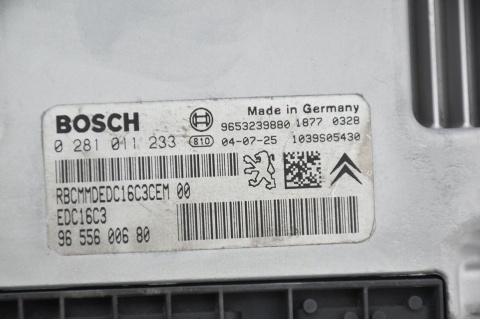 BOSCH
Made in Germany
9653239880 1877 0328
0 281 011 233 810 04-07-25 1039S05430
RBCMMDEDC16C3CEM 00
EDC16C3
96 556 006 80